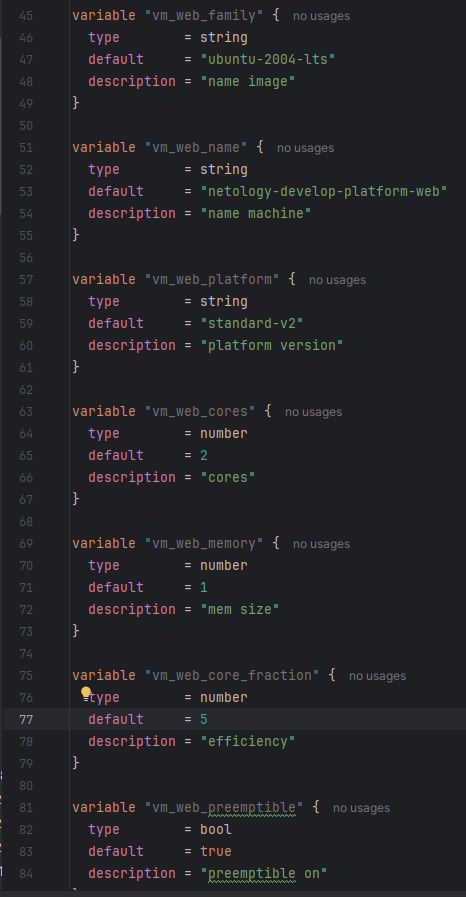 45 variable "vm_web_family" { no usages
46 type = string
47 default = "ubuntu-2004-lts"
48 description = "name image"
49 }
50
51 variable "vm_web_name" { no usages
52 type = string
53 default = "netology-develop-platform-web"
54 description = "name machine"
55 }
56
57 variable "vm_web_platform" { no usages
58 type = string
59 default = "standard-v2"
60 description = "platform version"
61 }
62
63 variable "vm_web_cores" { no usages
64 type = number
65 default = 2
66 description = "cores"
67 }
68
69 variable "vm_web_memory" { no usages
70 type = number
71 default = 1
72 description = "mem size"
73 }
74
75 variable "vm_web_core_fraction" { no usages
76 type = number
77 default = 5
78 description = "efficiency"
79 }
80
81 variable "vm_web_preemptible" { no usages
82 type = bool
83 default = true
84 description = "preemptible on"